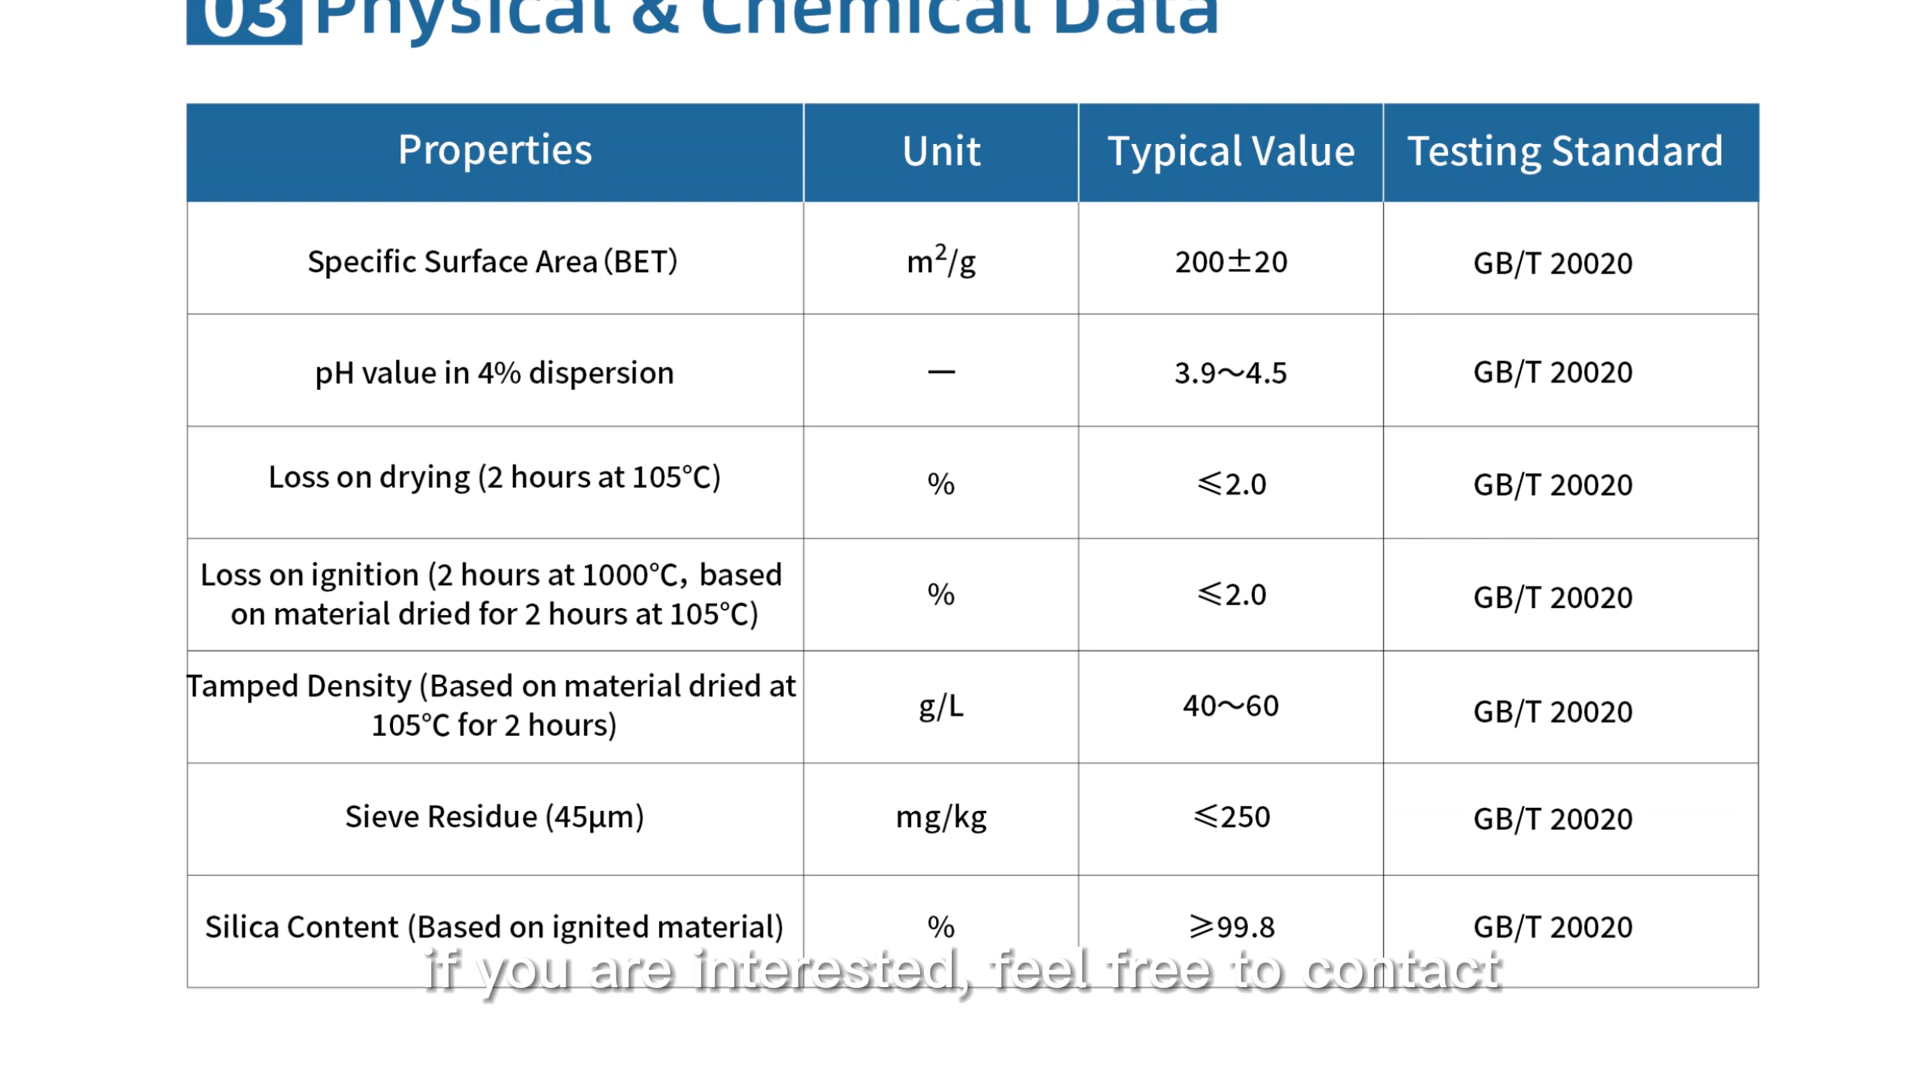 03 Physical & Chemical Data
Properties Unit Typical Value Testing Standard
Specific Surface Area (BET) m²/g 200±20 GB/T 20020
pH value in 4% dispersion — 3.9~4.5 GB/T 20020
Loss on drying (2 hours at 105℃) % ⩽2.0 GB/T 20020
Loss on ignition (2 hours at 1000℃, based
on material dried for 2 hours at 105℃) % ⩽2.0 GB/T 20020
Tamped Density (Based on material dried at
105℃ for 2 hours) g/L 40~60 GB/T 20020
Sieve Residue (45μm) mg/kg ⩽250 GB/T 20020
Silica Content (Based on ignited material) % ⩾99.8 GB/T 20020
if you are interested, feel free to contact